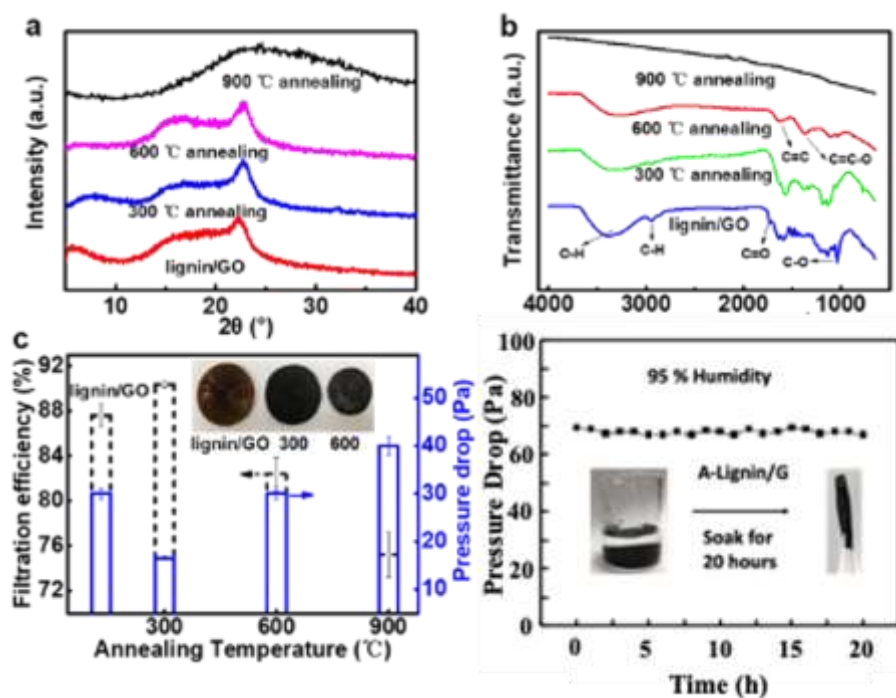 a
Intensity (a.u.)
900 ℃ annealing
600 ℃ annealing
300 ℃ annealing
lignin/GO
10 20 30 40
2θ (°)
b
Transmittance (a.u.)
900 ℃ annealing
600 ℃ annealing
C=C C=C-O
300 ℃ annealing
lignin/GO
O-H C-H C=O C-O
4000 3000 2000 1000
c
Filtration efficiency (%)
92
88
84
80
76
72
lignin/GO
lignin/GO 300 600
50
40
30
20
10
Pressure drop (Pa)
300 600 900
Annealing Temperature (℃)
Pressure Drop (Pa)
100
80
60
40
20
0
95 % Humidity
A-Lignin/G
Soak for
20 hours
0 5 10 15 20
Time (h)